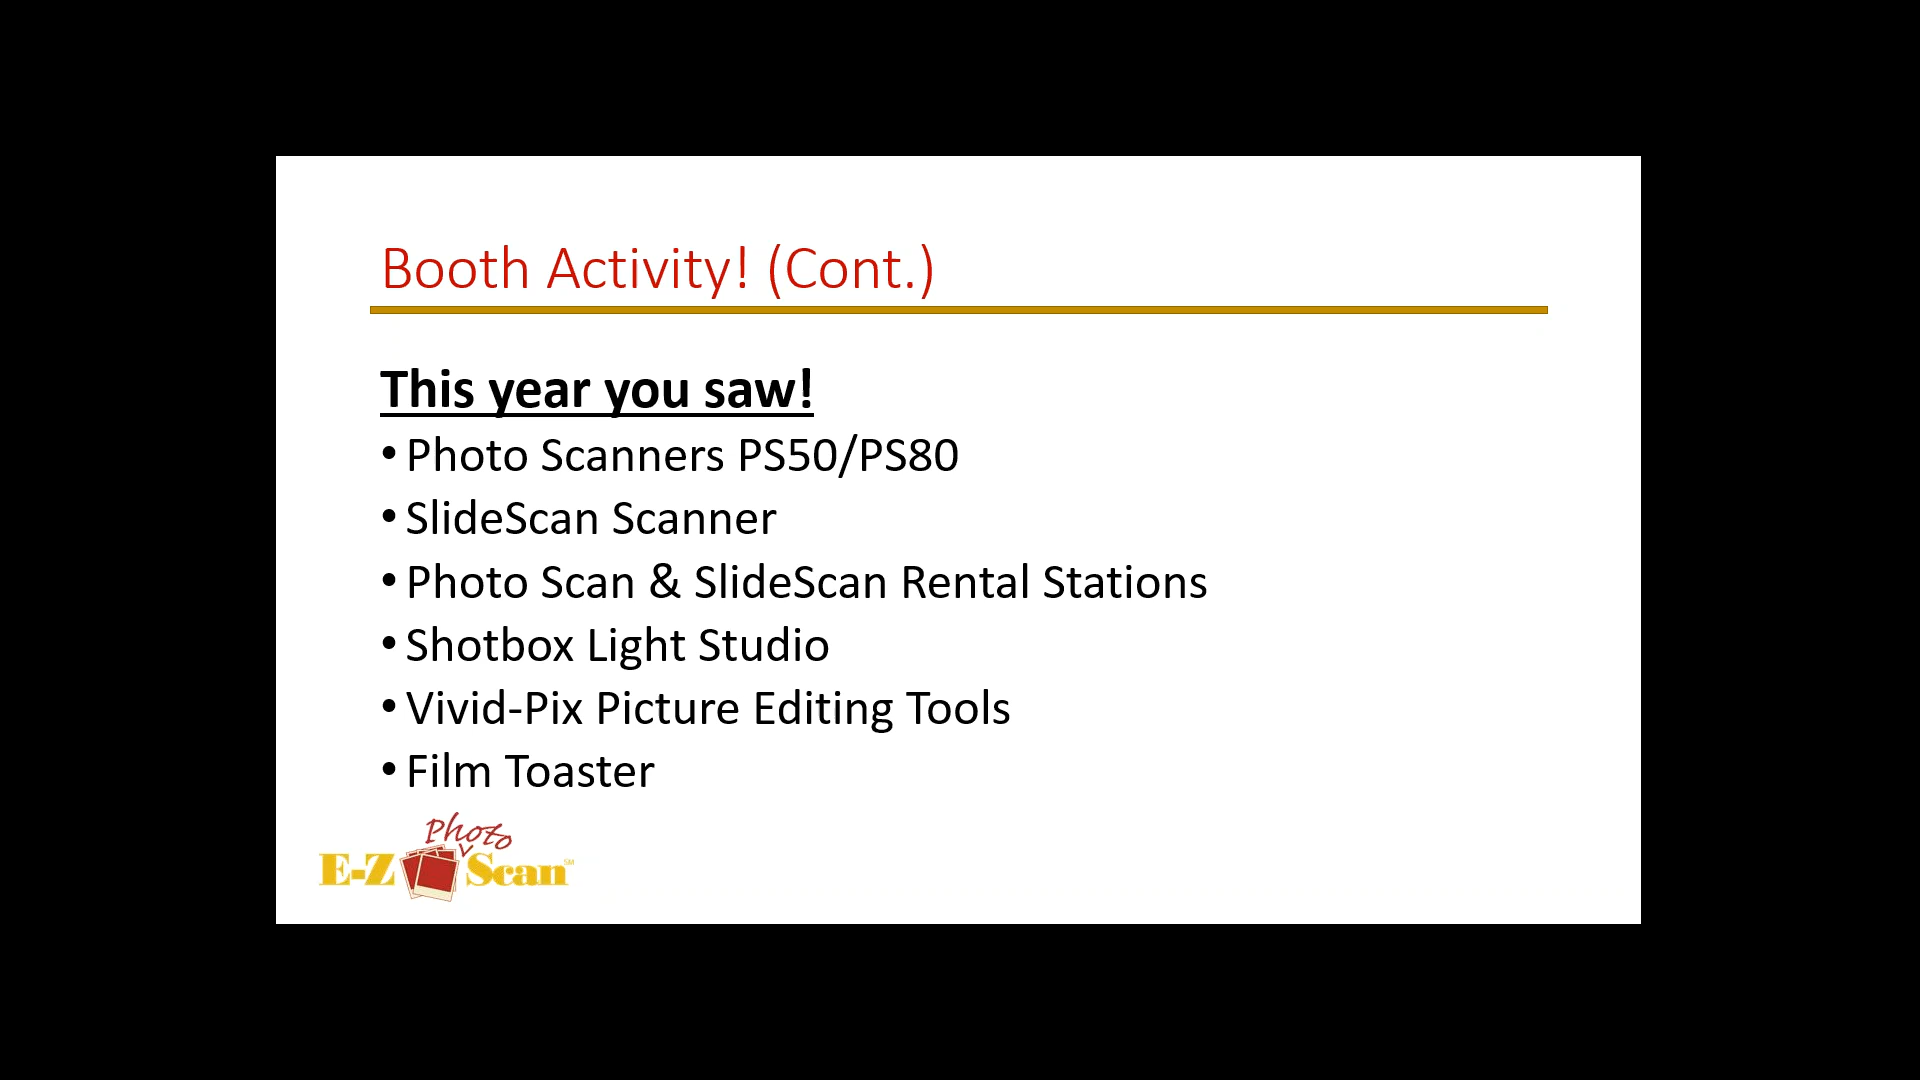 Booth Activity! (Cont.)
This year you saw!
• Photo Scanners PS50/PS80
• SlideScan Scanner
• Photo Scan & SlideScan Rental Stations
• Shotbox Light Studio
• Vivid-Pix Picture Editing Tools
• Film Toaster
Photo
E-Z Scan℠